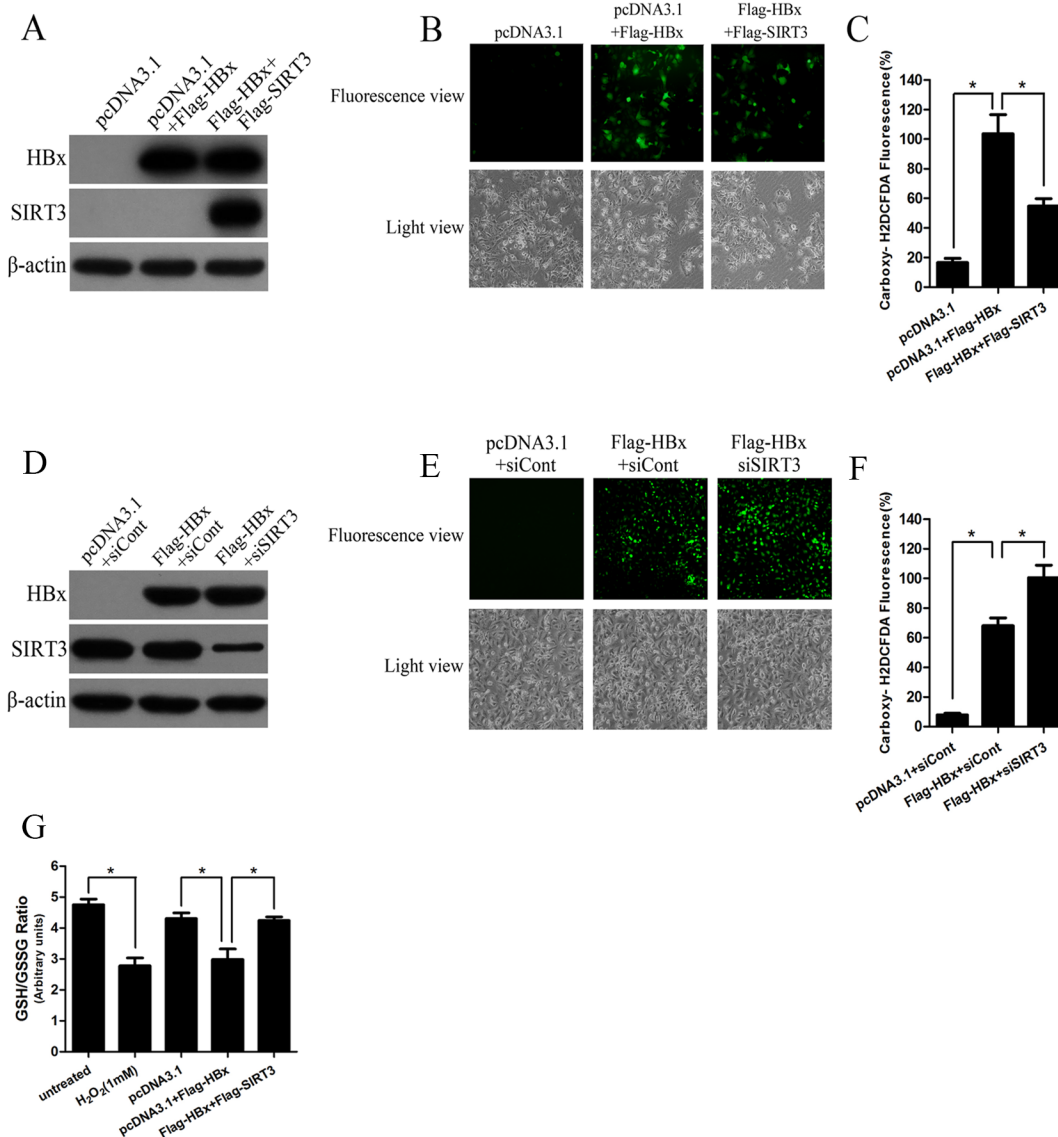 A
pcDNA3.1
pcDNA3.1
+Flag-HBx
Flag-HBx+
Flag-SIRT3
HBx
SIRT3
β-actin
B
pcDNA3.1
pcDNA3.1
+Flag-HBx
Flag-HBx
+Flag-SIRT3
Fluorescence view
Light view
C
Carboxy- H2DCFDA Fluorescence(%)
140
120
100
80
60
40
20
0
*
*
pcDNA3.1
pcDNA3.1+Flag-HBx
Flag-HBx+Flag-SIRT3
D
pcDNA3.1
+siCont
Flag-HBx
+siCont
Flag-HBx
+siSIRT3
HBx
SIRT3
β-actin
E
pcDNA3.1
+siCont
Flag-HBx
+siCont
Flag-HBx
siSIRT3
Fluorescence view
Light view
F
Carboxy- H2DCFDA Fluorescence(%)
140
120
100
80
60
40
20
0
*
*
pcDNA3.1+siCont
Flag-HBx+siCont
Flag-HBx+siSIRT3
G
GSH/GSSG Ratio
(Arbitrary units)
6
5
4
3
2
1
0
*
*
*
untreated
H₂O₂(1mM)
pcDNA3.1
pcDNA3.1+Flag-HBx
Flag-HBx+Flag-SIRT3